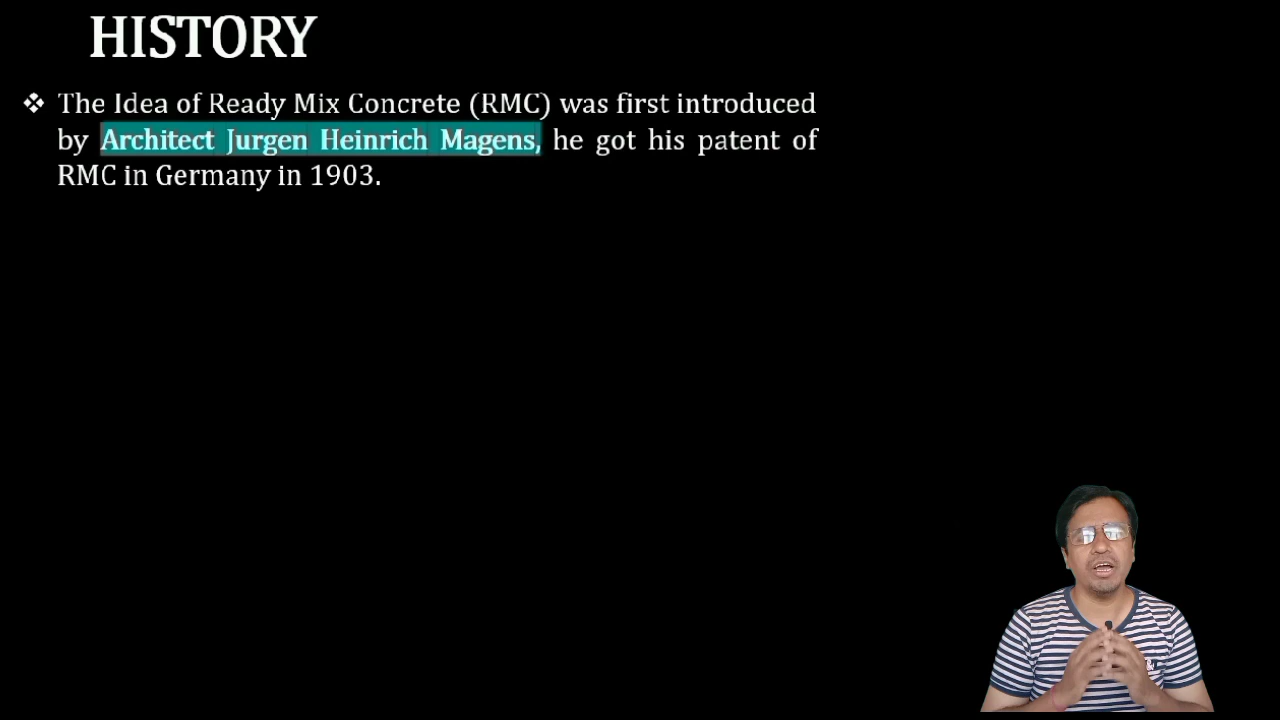 HISTORY
❖ The Idea of Ready Mix Concrete (RMC) was first introduced
by Architect Jurgen Heinrich Magens, he got his patent of
RMC in Germany in 1903.